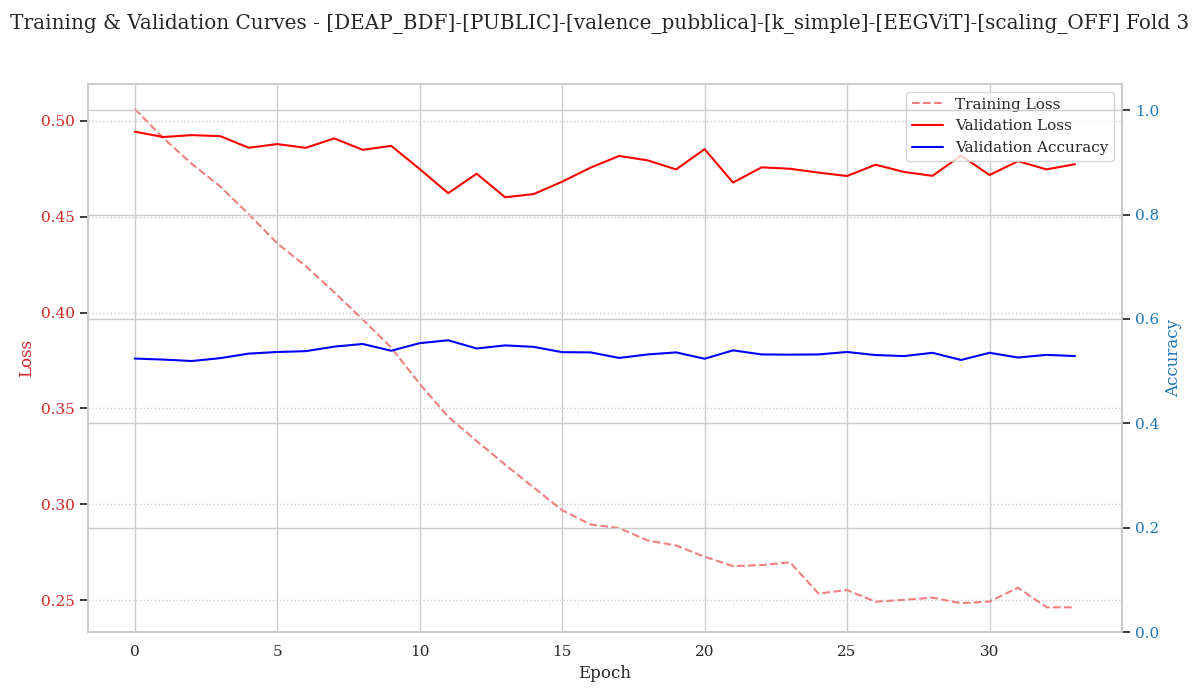 Training & Validation Curves - [DEAP_BDF]-[PUBLIC]-[valence_pubblica]-[k_simple]-[EEGViT]-[scaling_OFF] Fold 3
Training Loss
Validation Loss
Validation Accuracy
0.50
0.45
0.40
0.35
0.30
0.25
Loss
1.0
0.8
0.6
0.4
0.2
0.0
Accuracy
0 5 10 15 20 25 30
Epoch